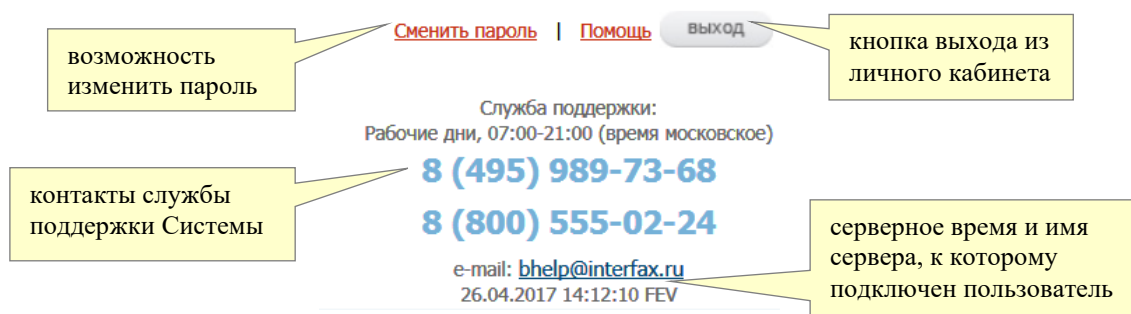 Сменить пароль | Помощь выход
возможность
изменить пароль
кнопка выхода из
личного кабинета
Служба поддержки:
Рабочие дни, 07:00-21:00 (время московское)
8 (495) 989-73-68
контакты службы
поддержки Системы
8 (800) 555-02-24
серверное время и имя
сервера, к которому
подключен пользователь
e-mail: bhelp@interfax.ru
26.04.2017 14:12:10 FEV